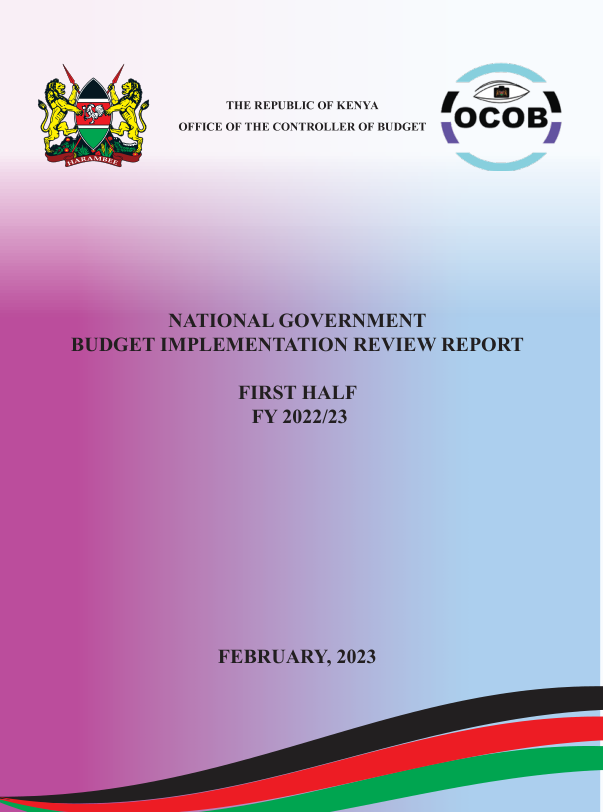 THE REPUBLIC OF KENYA
OFFICE OF THE CONTROLLER OF BUDGET
HARAMBEE
OCOB
NATIONAL GOVERNMENT
BUDGET IMPLEMENTATION REVIEW REPORT
FIRST HALF
FY 2022/23
FEBRUARY, 2023